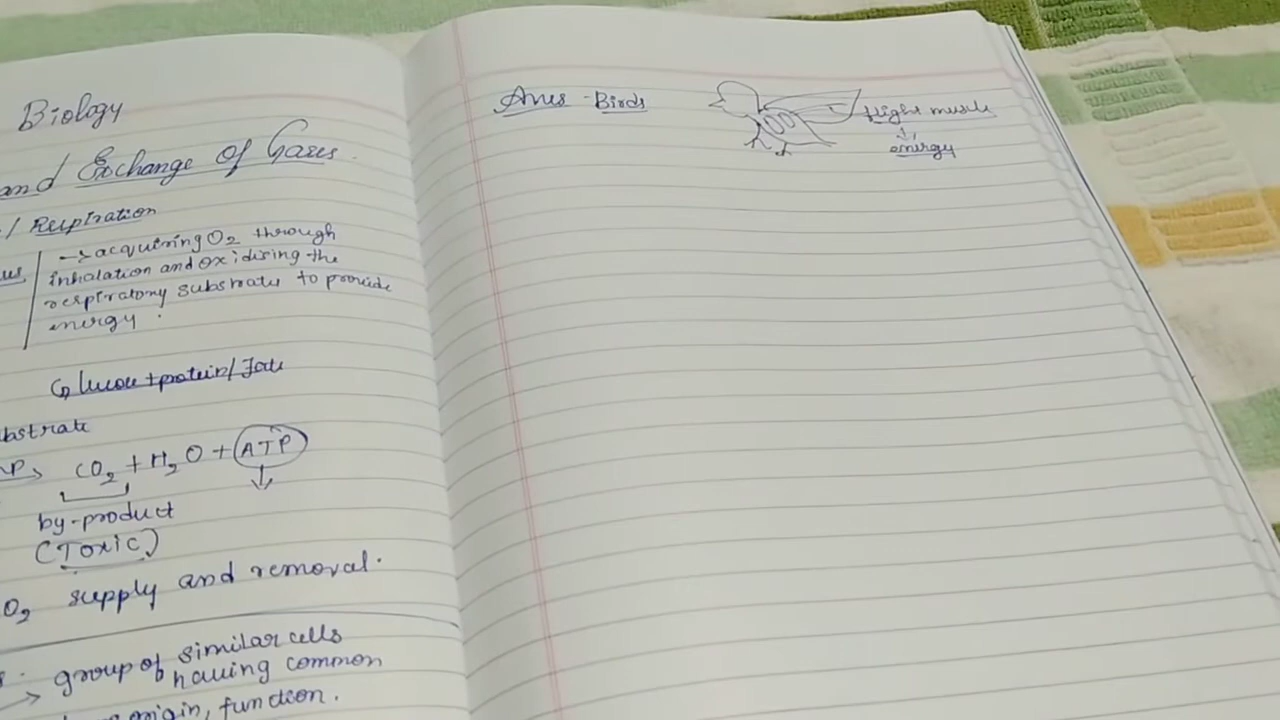 Biology
and Exchange of Gases
/ Respiration
→ acquiring O2 through
inhalation and oxidising the
respiratory substrates to provide
energy.
Glucose + protein / Fats
CO2 + H2O + ATP
by-product
(Toxic)
O2 supply and removal.
→ group of similar cells
having common
origin, function.
Aves - Birds
flight muscle
↓
energy